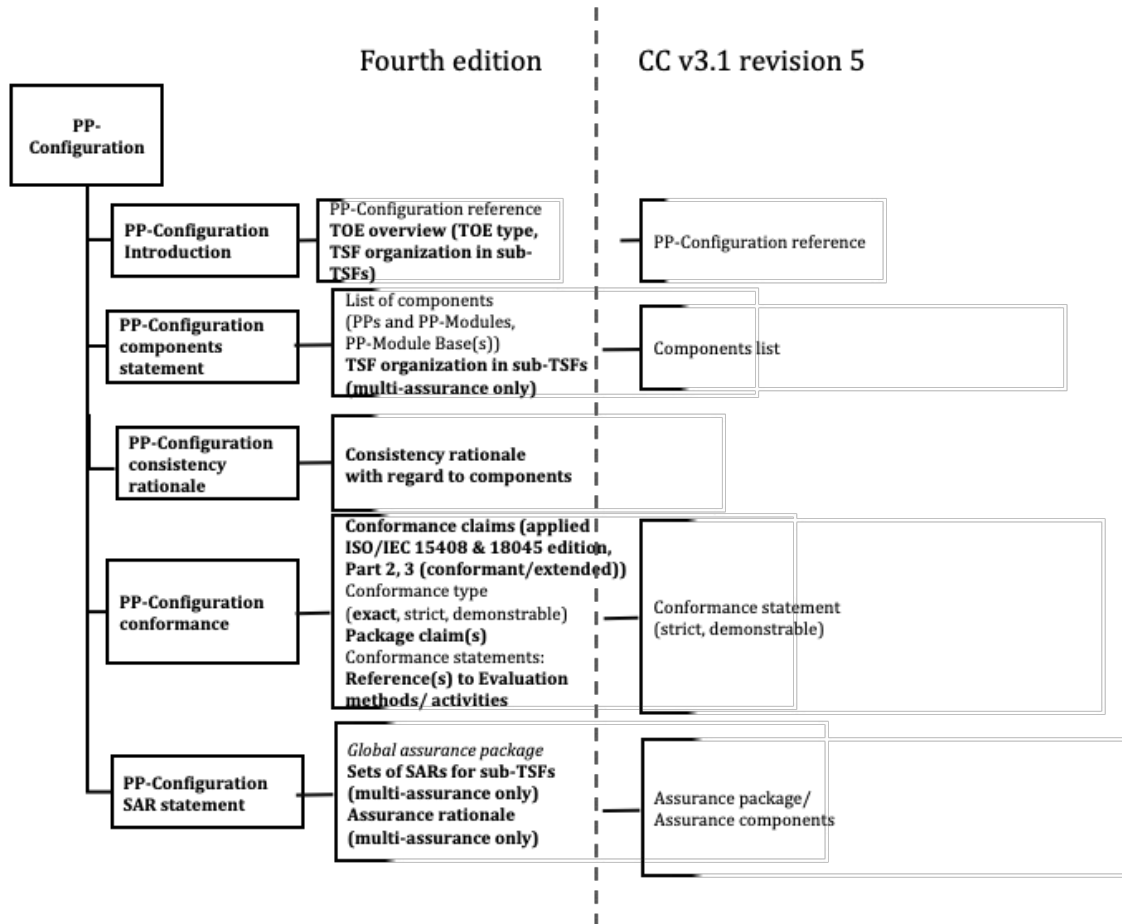 Fourth edition
CC v3.1 revision 5
PP-
Configuration
PP-Configuration
Introduction
PP-Configuration reference
TOE overview (TOE type,
TSF organization in sub-
TSFs)
PP-Configuration reference
PP-Configuration
components
statement
List of components
(PPs and PP-Modules,
PP-Module Base(s))
TSF organization in sub-TSFs
(multi-assurance only)
Components list
PP-Configuration
consistency
rationale
Consistency rationale
with regard to components
PP-Configuration
conformance
Conformance claims (applied
ISO/IEC 15408 & 18045 edition,
Part 2, 3 (conformant/extended))
Conformance type
(exact, strict, demonstrable)
Package claim(s)
Conformance statements:
Reference(s) to Evaluation
methods/ activities
Conformance statement
(strict, demonstrable)
PP-Configuration
SAR statement
Global assurance package
Sets of SARs for sub-TSFs
(multi-assurance only)
Assurance rationale
(multi-assurance only)
Assurance package/
Assurance components